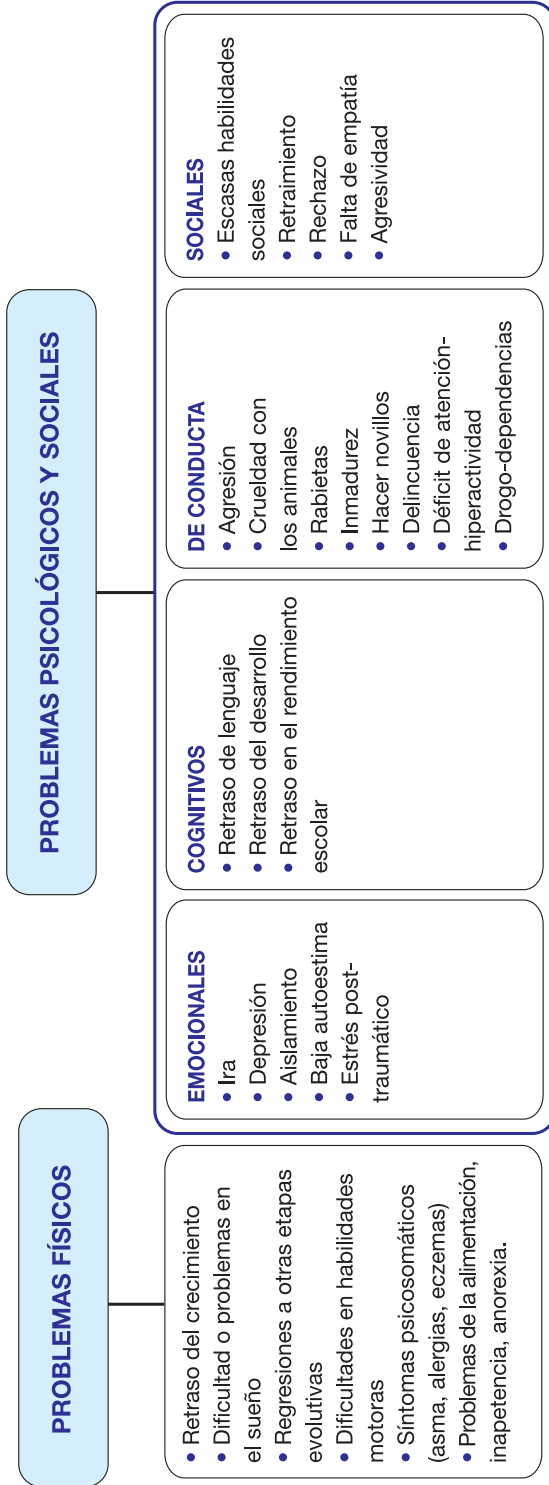 PROBLEMAS FÍSICOS
• Retraso del crecimiento
• Dificultad o problemas en
el sueño
• Regresiones a otras etapas
evolutivas
• Dificultades en habilidades
motoras
• Síntomas psicosomáticos
(asma, alergias, eczemas)
• Problemas de la alimentación,
inapetencia, anorexia.
PROBLEMAS PSICOLÓGICOS Y SOCIALES
EMOCIONALES
• Ira
• Depresión
• Aislamiento
• Baja autoestima
• Estrés post-
traumático
COGNITIVOS
• Retraso de lenguaje
• Retraso del desarrollo
• Retraso en el rendimiento
escolar
DE CONDUCTA
• Agresión
• Crueldad con
los animales
• Rabietas
• Inmadurez
• Hacer novillos
• Delincuencia
• Déficit de atención-
hiperactividad
• Drogo-dependencias
SOCIALES
• Escasas habilidades
sociales
• Retraimiento
• Rechazo
• Falta de empatía
• Agresividad